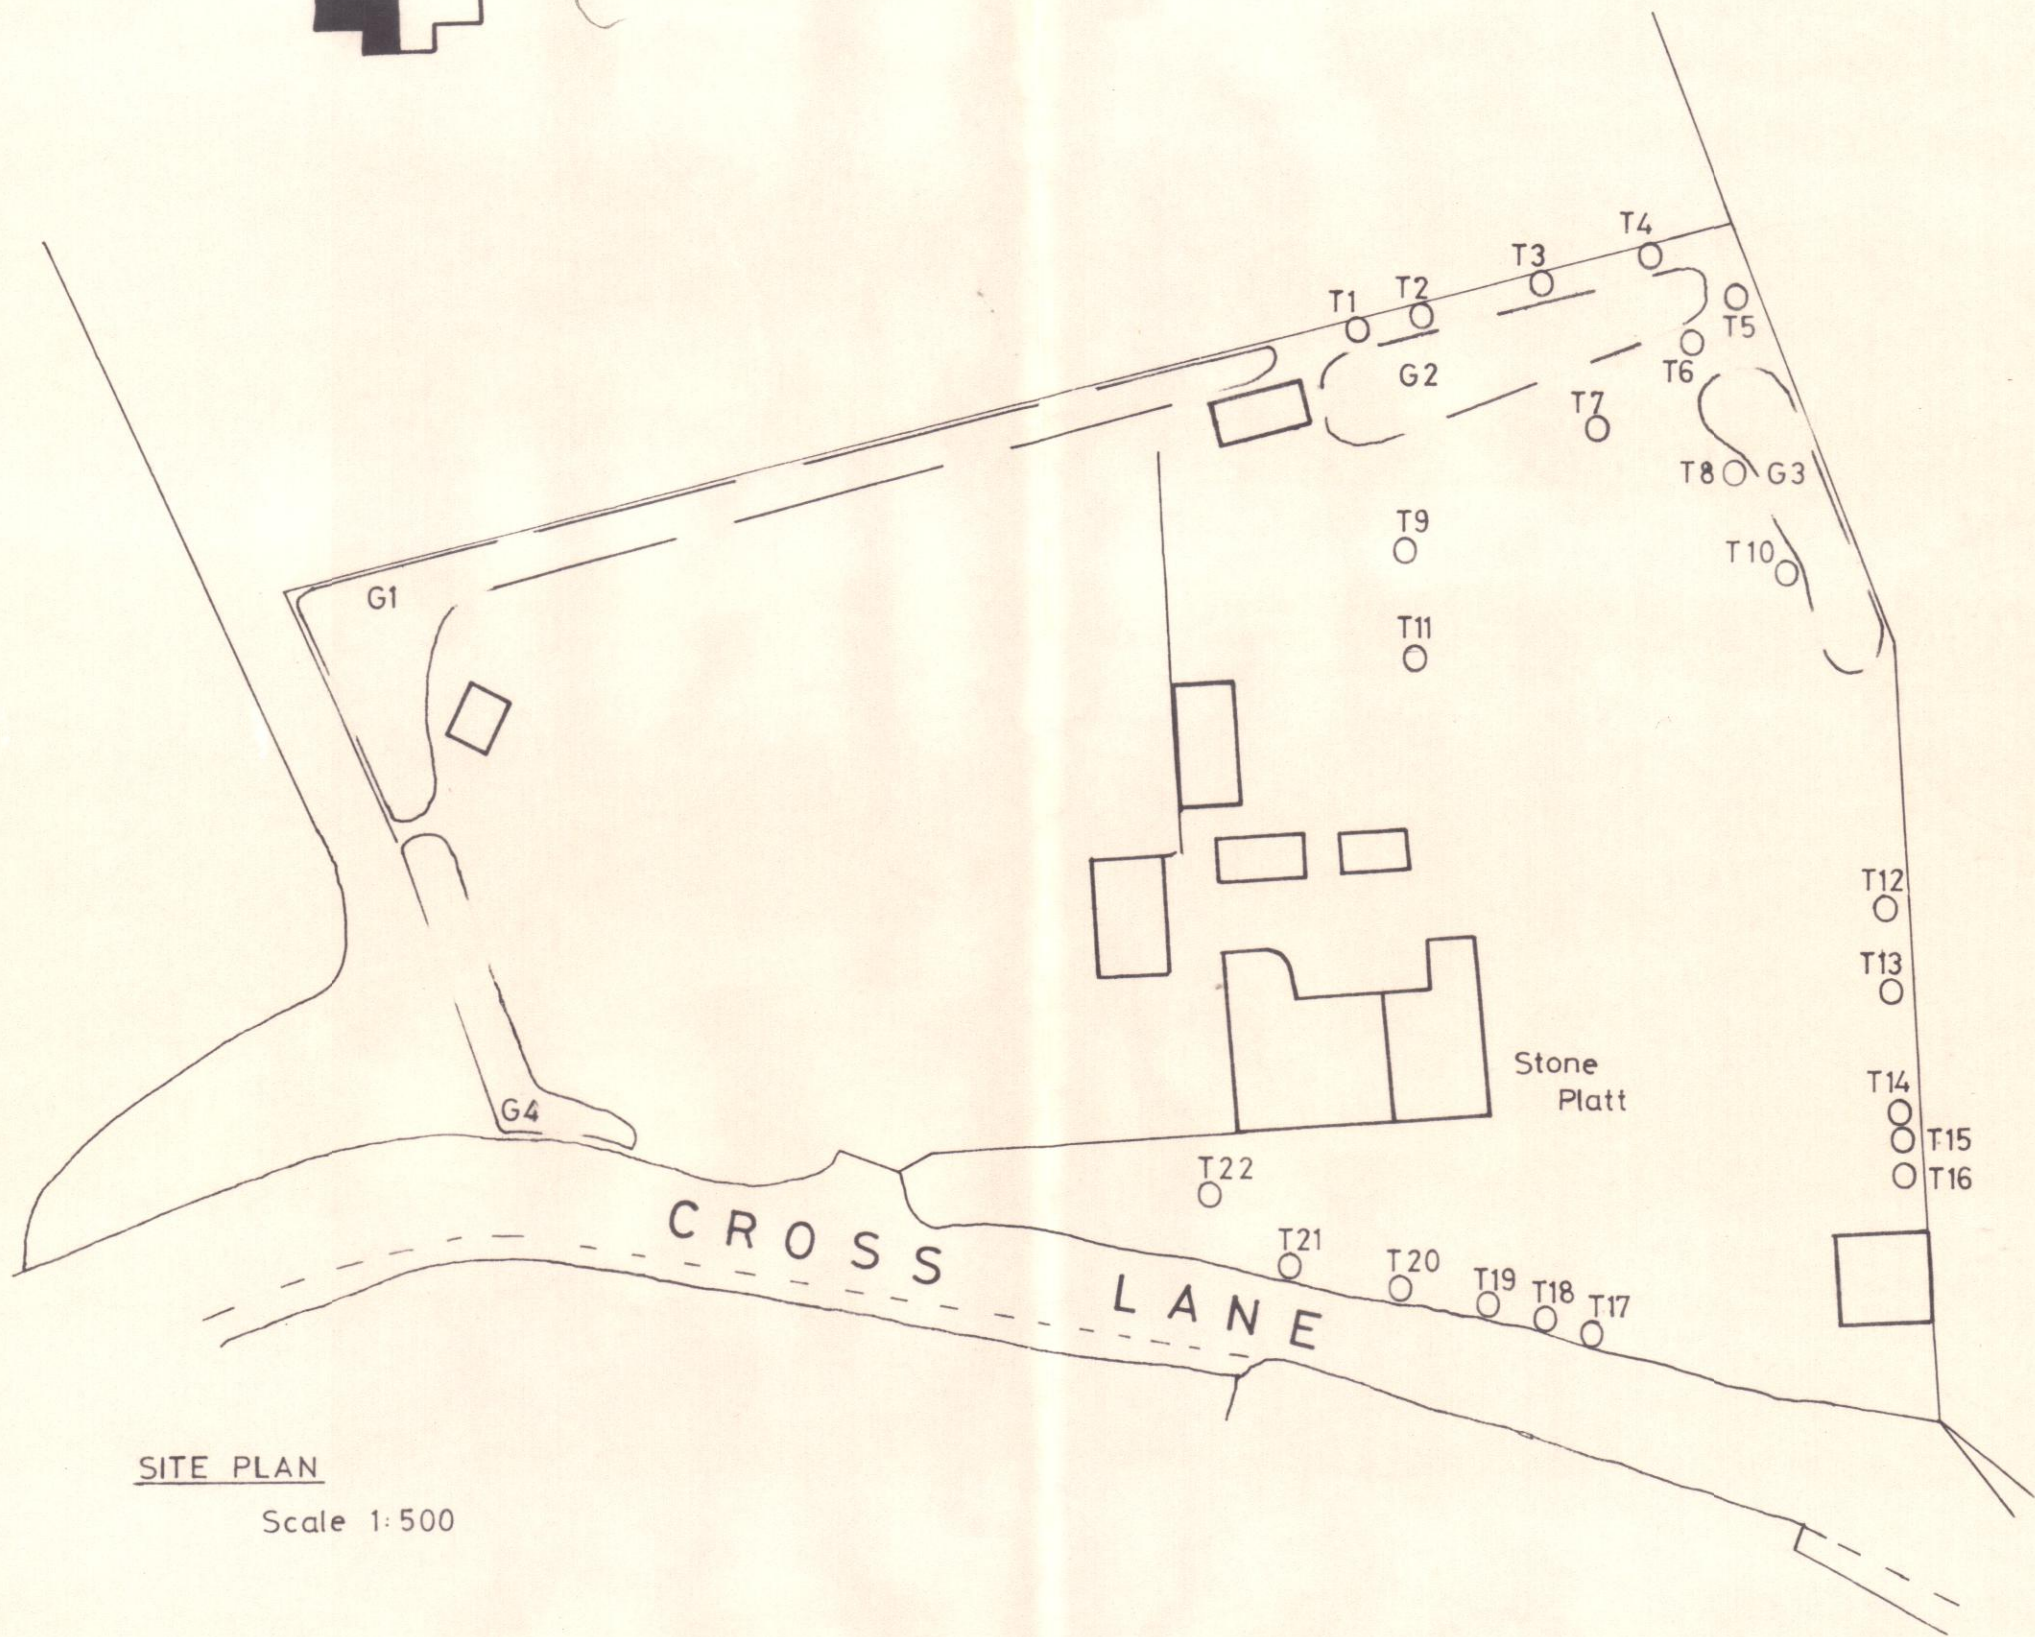 T4
T3
T2
T1
T5
T6
G2
T7
T8
G3
T9
T10
G1
T11
T12
T13
Stone
Platt
T14
G4
T15
T22
T16
CROSS LANE
T21
T20
T19
T18
T17
SITE PLAN
Scale 1:500